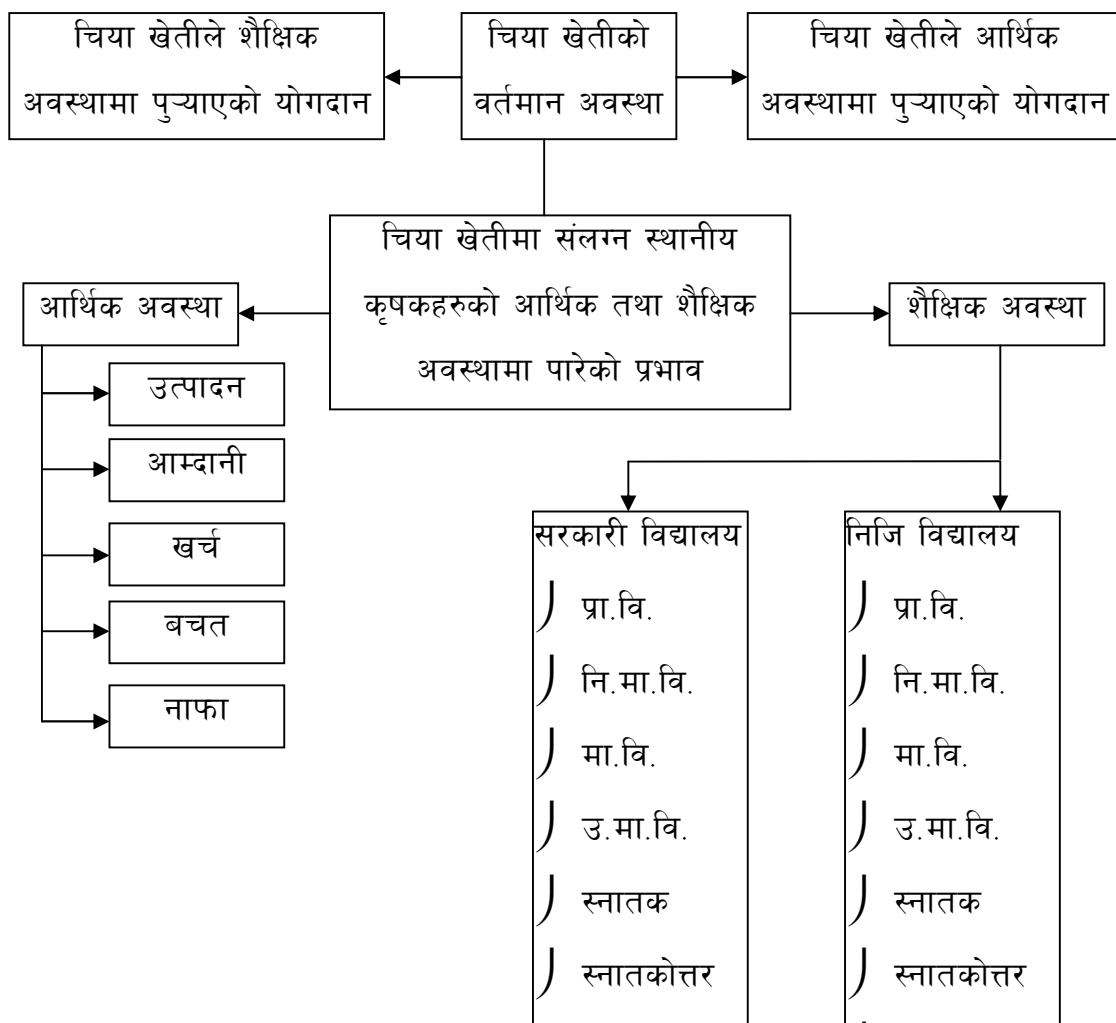 चिया खेतीले शैक्षिक
अवस्थामा पुर्‍याएको योगदान
चिया खेतीको
वर्तमान अवस्था
चिया खेतीले आर्थिक
अवस्थामा पुर्‍याएको योगदान
चिया खेतीमा संलग्न स्थानीय
कृषकहरुको आर्थिक तथा शैक्षिक
अवस्थामा पारेको प्रभाव
आर्थिक अवस्था
शैक्षिक अवस्था
उत्पादन
आम्दानी
खर्च
बचत
नाफा
सरकारी विद्यालय
प्रा.वि.
नि.मा.वि.
मा.वि.
उ.मा.वि.
स्नातक
स्नातकोत्तर
निजि विद्यालय
प्रा.वि.
नि.मा.वि.
मा.वि.
उ.मा.वि.
स्नातक
स्नातकोत्तर